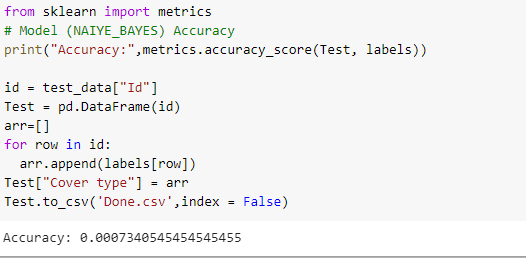 from sklearn import metrics
# Model (NAIYE_BAYES) Accuracy
print("Accuracy:",metrics.accuracy_score(Test, labels))
id = test_data["Id"]
Test = pd.DataFrame(id)
arr=[]
for row in id:
  arr.append(labels[row])
Test["Cover type"] = arr
Test.to_csv('Done.csv',index = False)
Accuracy: 0.0007340545454545455